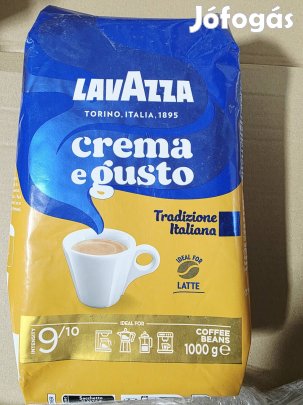 Jófogás
LAVAZZA
TORINO, ITALIA, 1895
crema
e gusto
Tradizione
Italiana
IDEAL FOR
LATTE
INTENSITY
9/10
IDEAL FOR
COFFEE
BEANS
1000 g e
Sacchetto